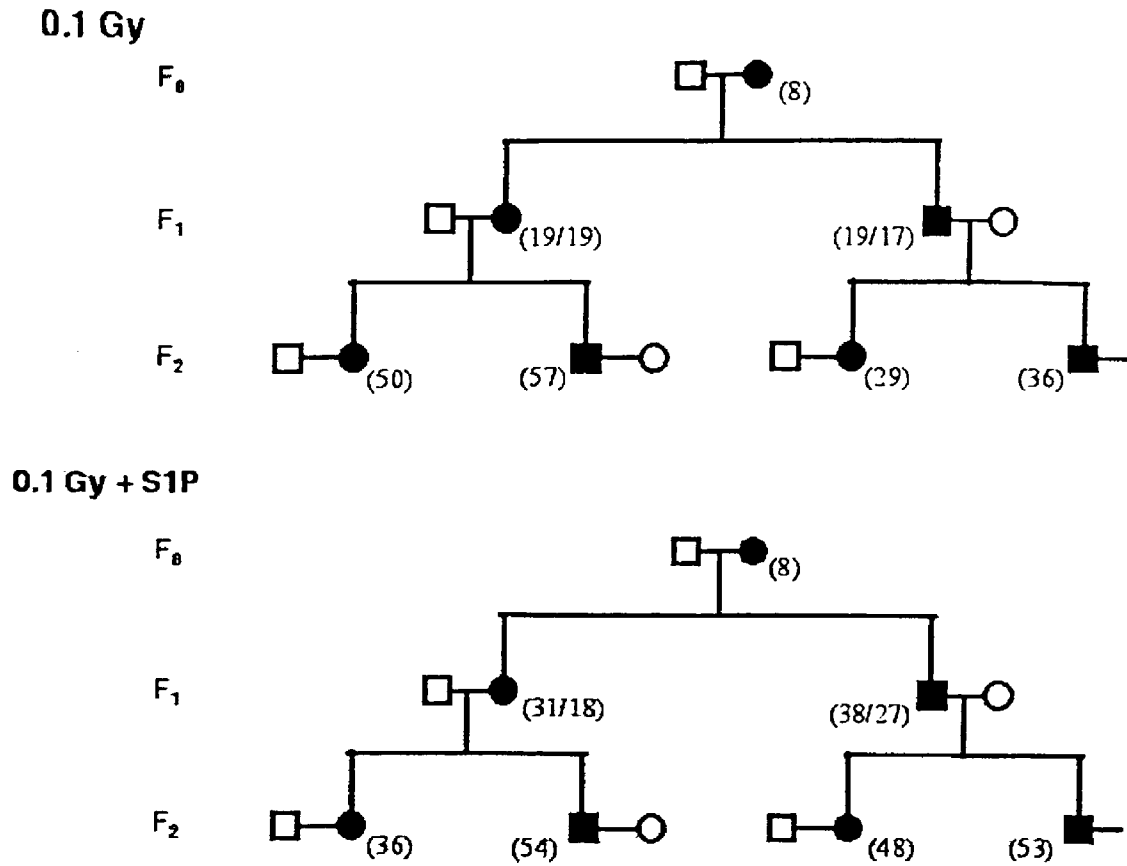 0.1 Gy
F₀
(8)
F₁
(19/19) (19/17)
F₂
(50) (57) (29) (36)
0.1 Gy + S1P
F₀
(8)
F₁
(31/18) (38/27)
F₂
(36) (54) (48) (53)